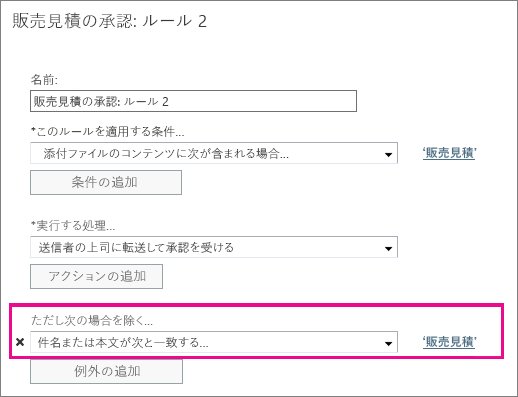 販売見積の承認: ルール 2
名前:
販売見積の承認: ルール 2
*このルールを適用する条件...
添付ファイルのコンテンツに次が含まれる場合...
‘販売見積’
条件の追加
*実行する処理...
送信者の上司に転送して承認を受ける
アクションの追加
ただし次の場合を除く...
件名または本文が次と一致する...
‘販売見積’
例外の追加